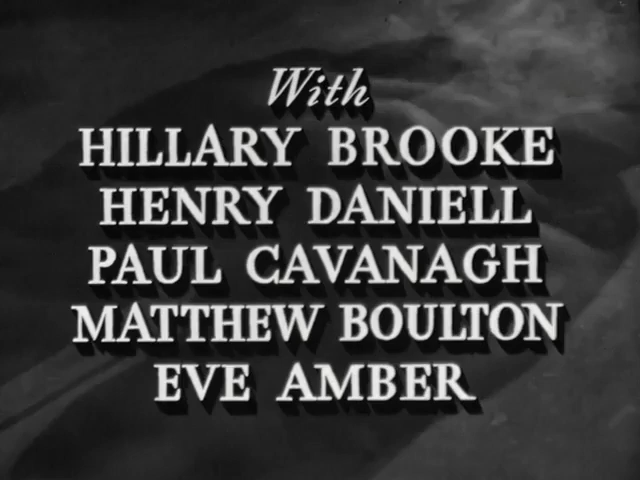 With
HILLARY BROOKE
HENRY DANIELL
PAUL CAVANAGH
MATTHEW BOULTON
EVE AMBER